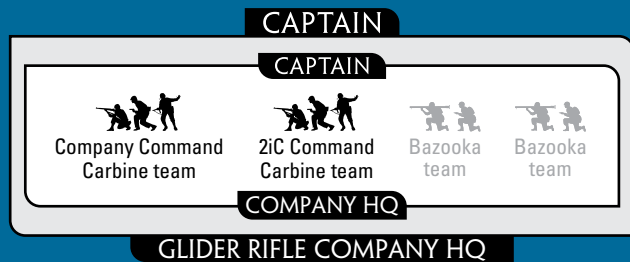 CAPTAIN
CAPTAIN
Company Command
Carbine team
2iC Command
Carbine team
Bazooka
team
Bazooka
team
COMPANY HQ
GLIDER RIFLE COMPANY HQ